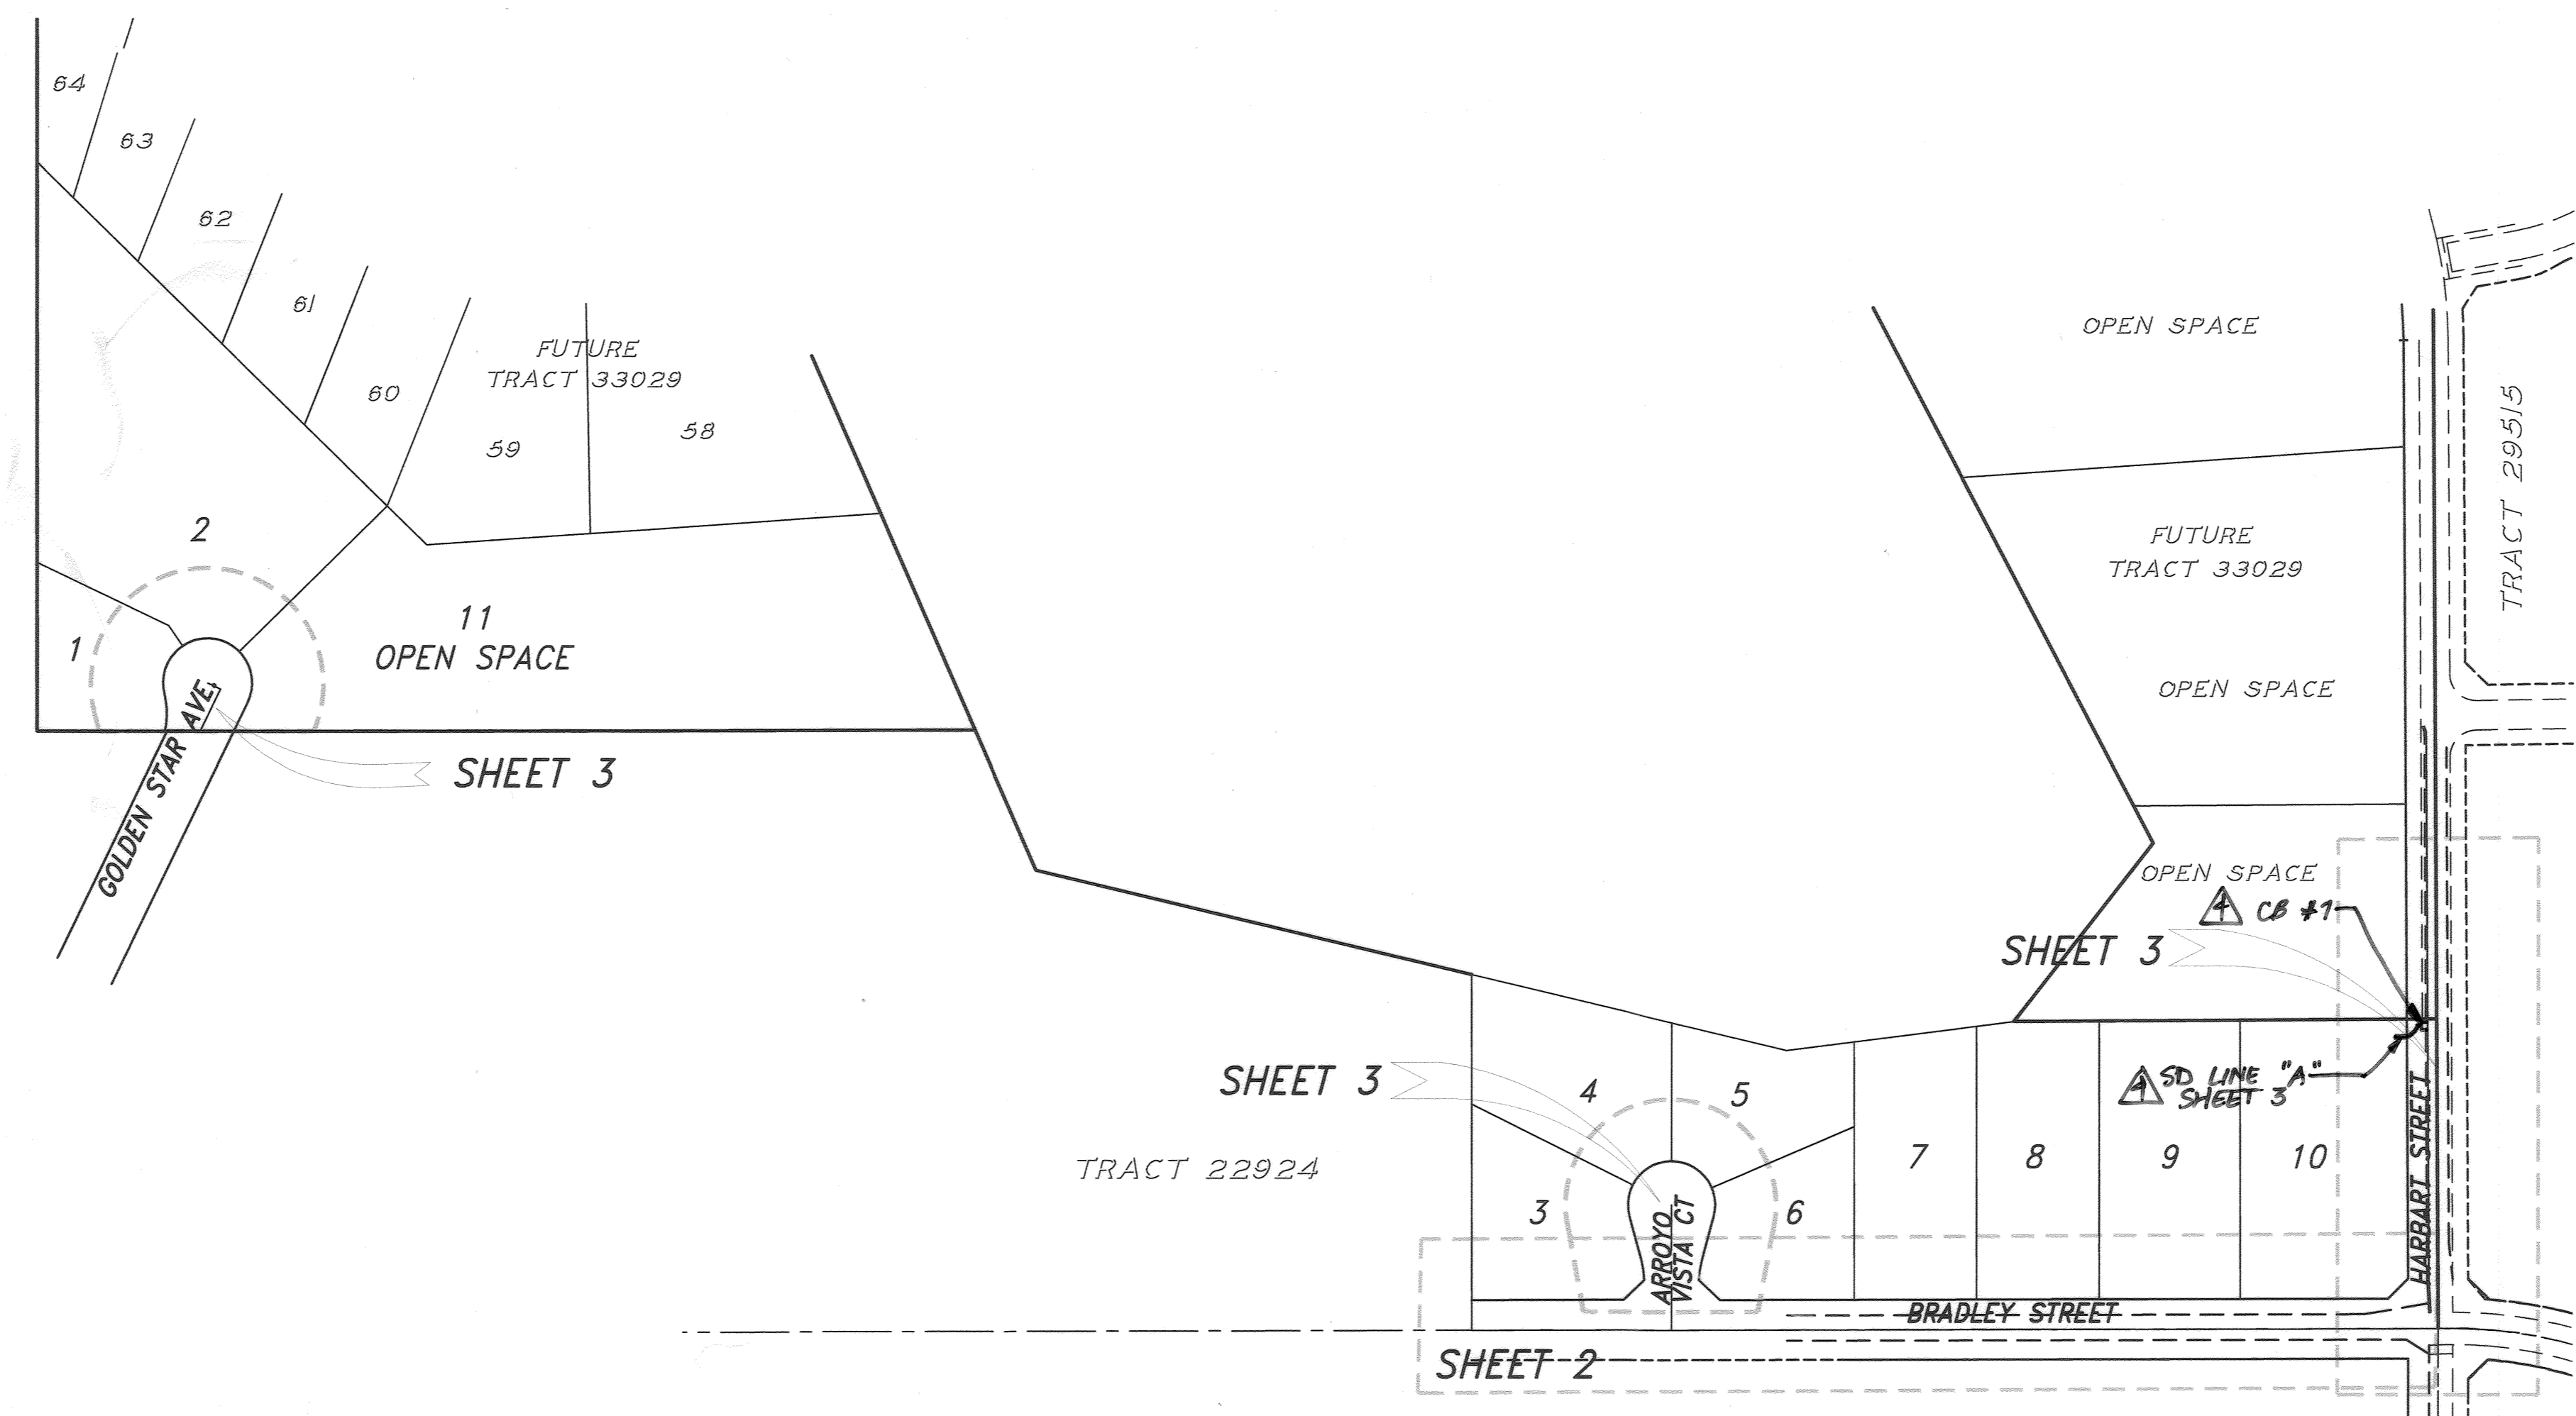 64
63
62
61
60
FUTURE
TRACT 33029
59
58
2
1
11
OPEN SPACE
GOLDEN STAR AVE.
SHEET 3
OPEN SPACE
FUTURE
TRACT 33029
OPEN SPACE
TRACT 29515
OPEN SPACE
4 CB #1
SHEET 3
4 SD LINE "A"
SHEET 3
SHEET 3
TRACT 22924
4
5
3
6
7
8
9
10
ARROYO
VISTA CT
HARBART STREET
BRADLEY STREET
SHEET 2